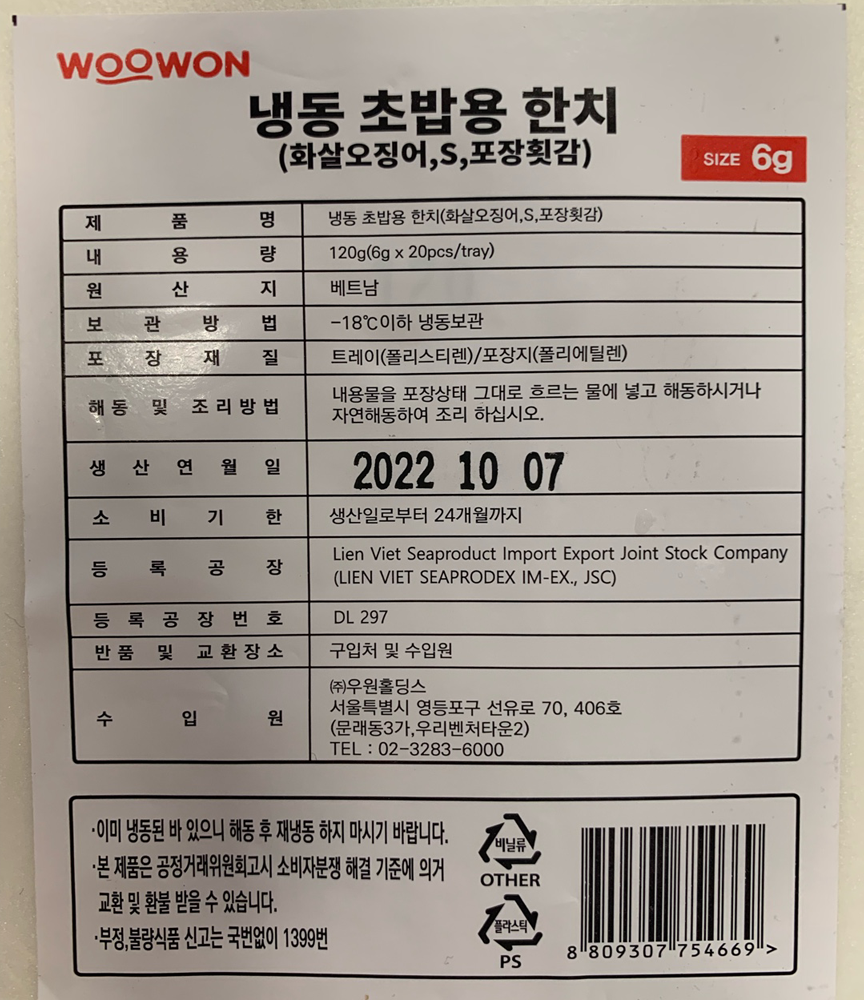 WOOWON
냉동 초밥용 한치
(화살오징어,S,포장횟감)
SIZE 6g
제 품 명 냉동 초밥용 한치(화살오징어,S,포장횟감)
내 용 량 120g(6g x 20pcs/tray)
원 산 지 베트남
보 관 방 법 -18℃이하 냉동보관
포 장 재 질 트레이(폴리스티렌)/포장지(폴리에틸렌)
해동 및 조리방법 내용물을 포장상태 그대로 흐르는 물에 넣고 해동하시거나
자연해동하여 조리 하십시오.
생 산 연 월 일 2022 10 07
소 비 기 한 생산일로부터 24개월까지
등 록 공 장 Lien Viet Seaproduct Import Export Joint Stock Company
(LIEN VIET SEAPRODEX IM-EX., JSC)
등 록 공 장 번 호 DL 297
반품 및 교환장소 구입처 및 수입원
수 입 원 ㈜우원홀딩스
서울특별시 영등포구 선유로 70, 406호
(문래동3가,우리벤처타운2)
TEL : 02-3283-6000
·이미 냉동된 바 있으니 해동 후 재냉동 하지 마시기 바랍니다.
·본 제품은 공정거래위원회고시 소비자분쟁 해결 기준에 의거
교환 및 환불 받을 수 있습니다.
·부정,불량식품 신고는 국번없이 1399번
비닐류
OTHER
플라스틱
PS
8 809307 754669 >